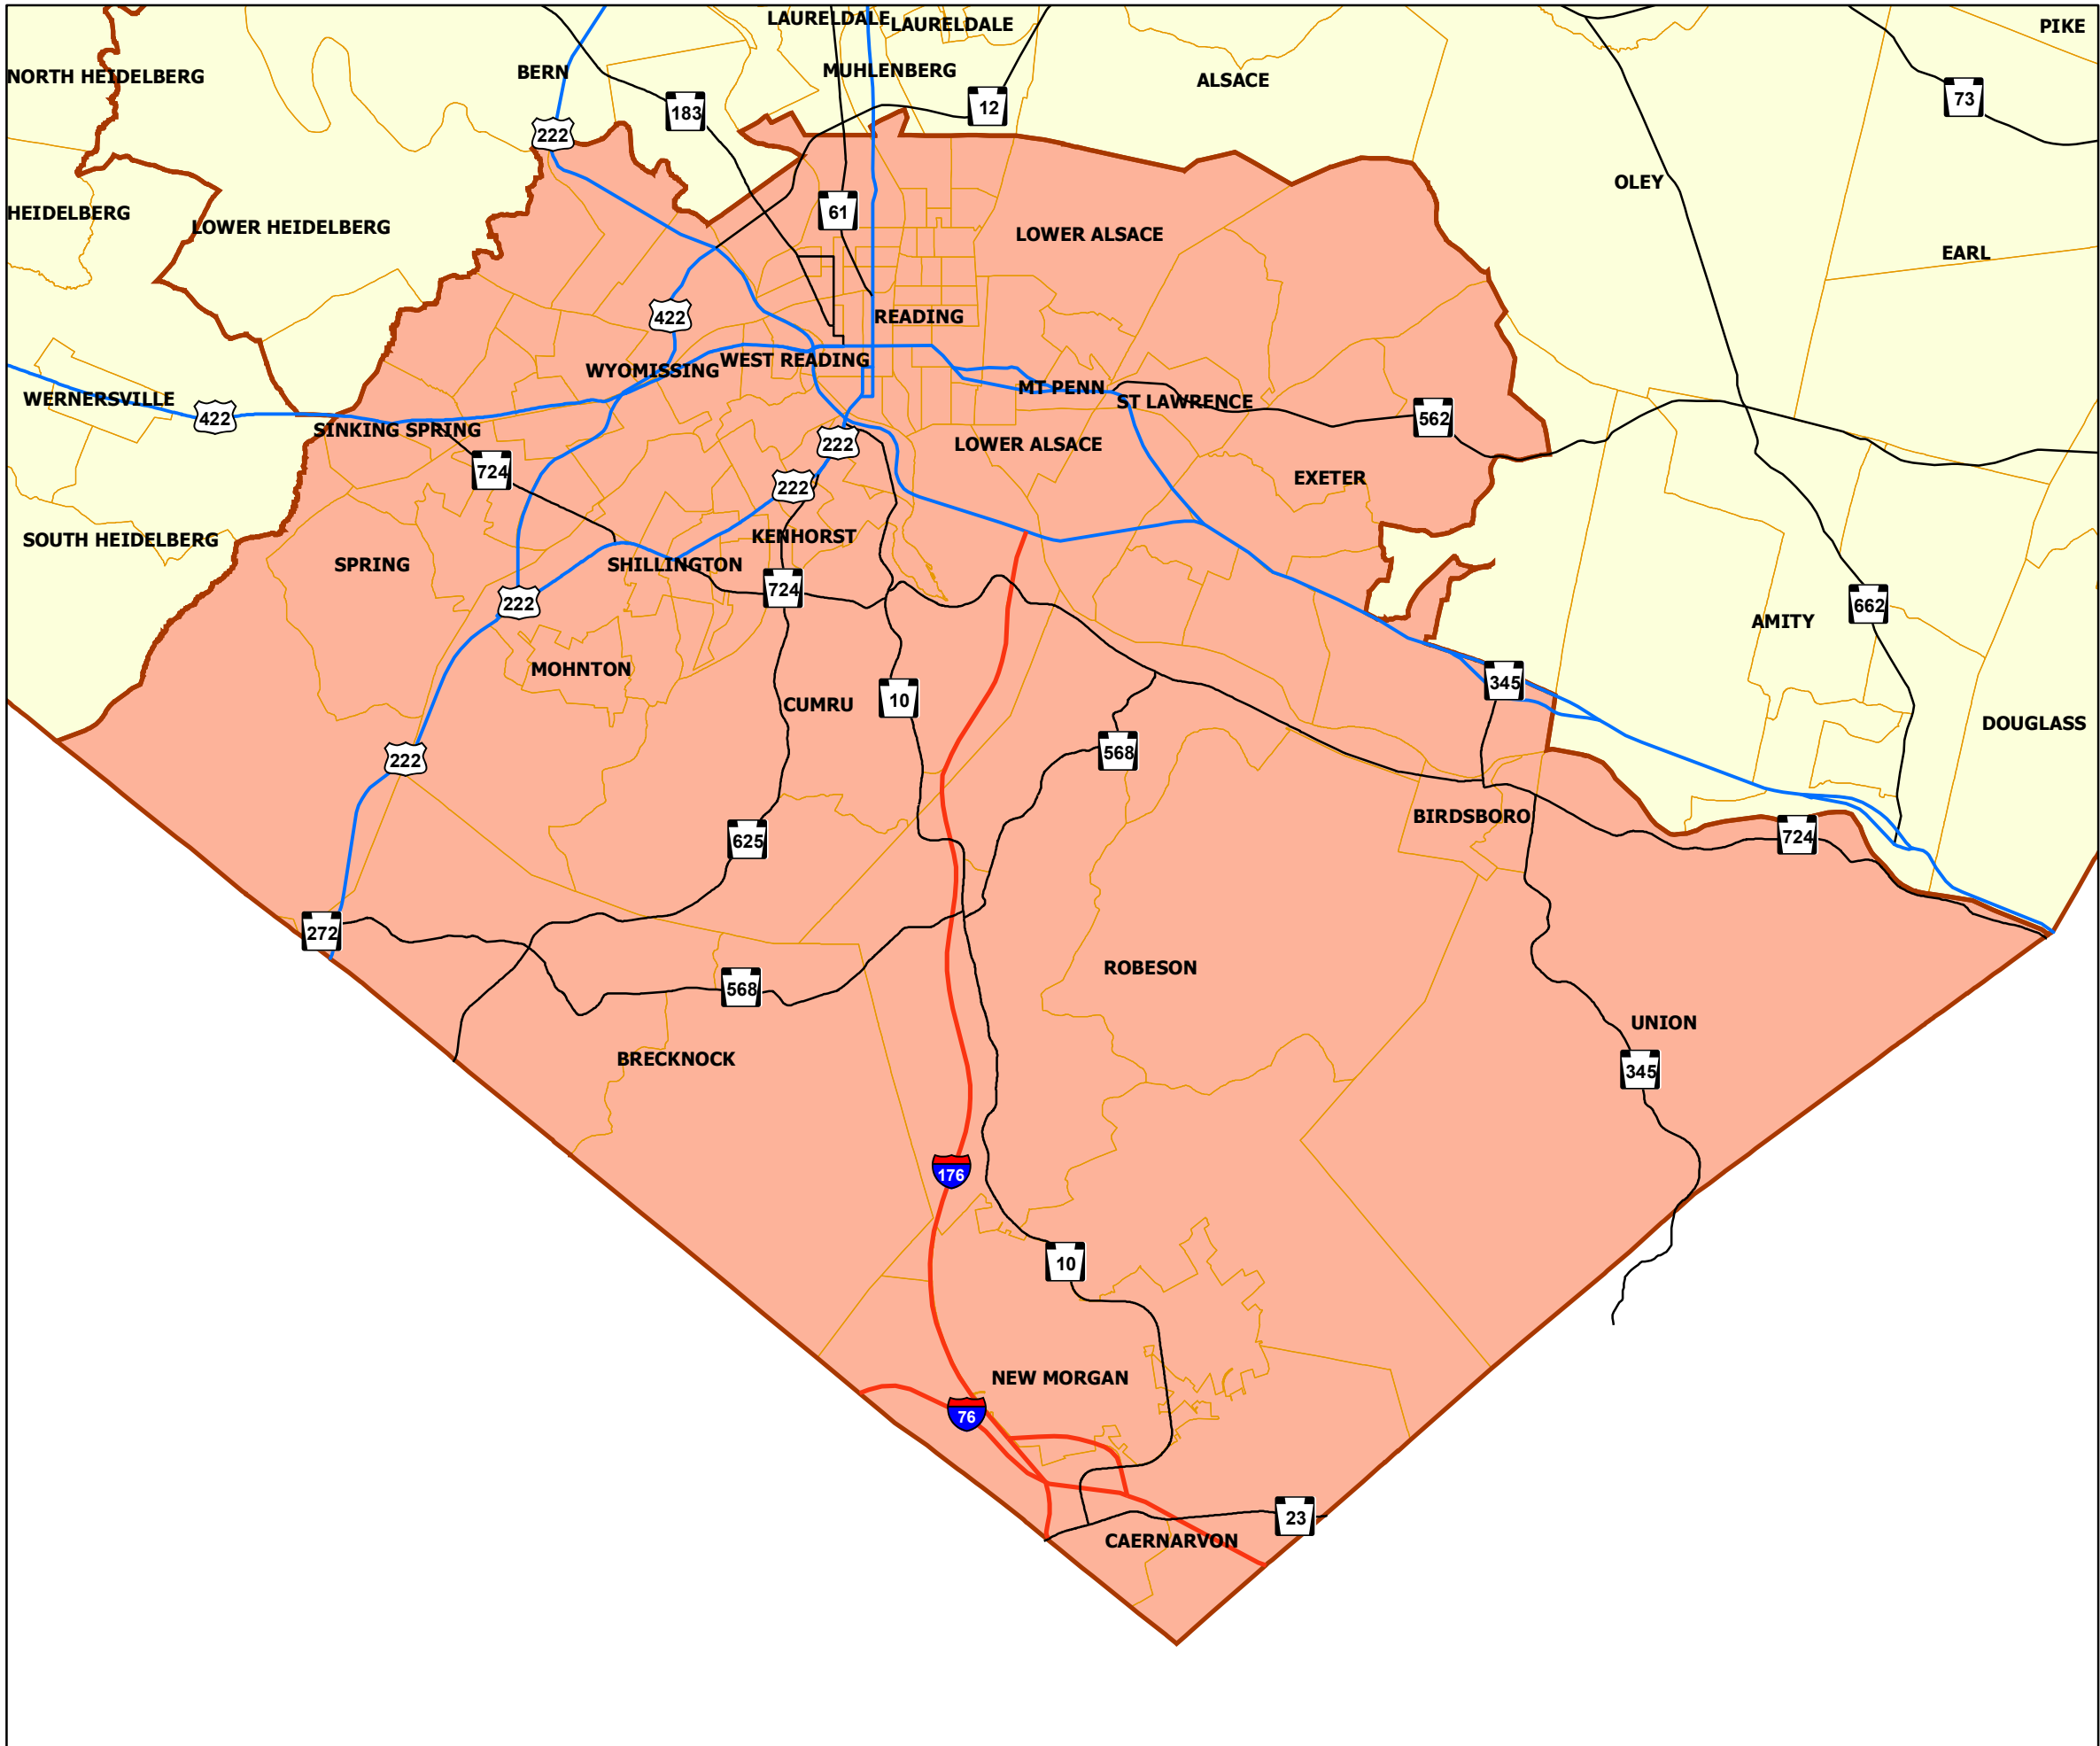 LAURELDALE
LAURELDALE
PIKE
NORTH HEIDELBERG
BERN
MUHLENBERG
ALSACE
73
183
12
222
OLEY
61
HEIDELBERG
LOWER HEIDELBERG
LOWER ALSACE
EARL
422
READING
WEST READING
WYOMISSING
MT PENN
WERNERSVILLE
ST LAWRENCE
422
562
SINKING SPRING
222
LOWER ALSACE
724
EXETER
222
KENHORST
SOUTH HEIDELBERG
SPRING
SHILLINGTON
724
222
662
AMITY
MOHNTON
345
10
CUMRU
DOUGLASS
568
222
BIRDSBORO
724
625
272
ROBESON
568
UNION
BRECKNOCK
345
176
10
NEW MORGAN
76
23
CAERNARVON